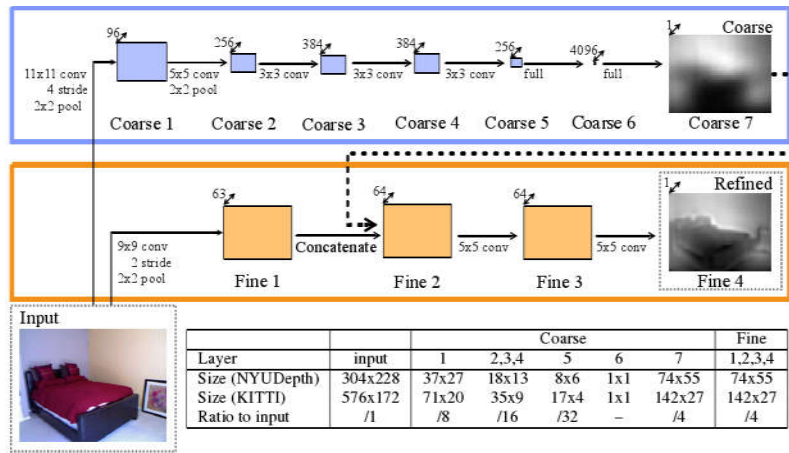 96
256
384
384
256
4096
1
Coarse
11x11 conv
4 stride
2x2 pool
5x5 conv
2x2 pool
3x3 conv
3x3 conv
3x3 conv
full
full
Coarse 1
Coarse 2
Coarse 3
Coarse 4
Coarse 5
Coarse 6
Coarse 7
63
64
64
1
Refined
9x9 conv
2 stride
2x2 pool
Concatenate
5x5 conv
5x5 conv
Fine 1
Fine 2
Fine 3
Fine 4
Input
Coarse Fine
Layer input 1 2,3,4 5 6 7 1,2,3,4
Size (NYUDepth) 304x228 37x27 18x13 8x6 1x1 74x55 74x55
Size (KITTI) 576x172 71x20 35x9 17x4 1x1 142x27 142x27
Ratio to input /1 /8 /16 /32 – /4 /4